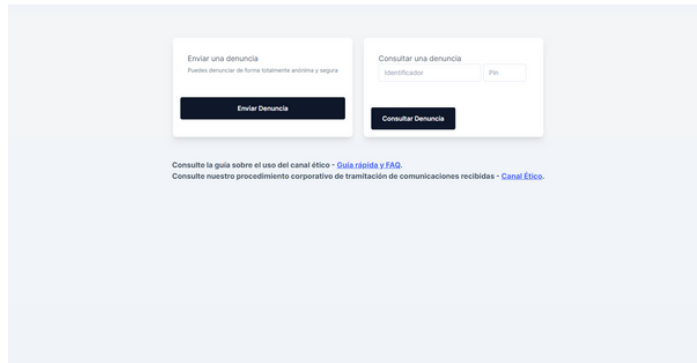 Enviar una denuncia
Puedes denunciar de forma totalmente anónima y segura
Enviar Denuncia
Consultar una denuncia
Identificador
Pin
Consultar Denuncia
Consulte la guía sobre el uso del canal ético - Guía rápida y FAQ.
Consulte nuestro procedimiento corporativo de tramitación de comunicaciones recibidas - Canal Ético.